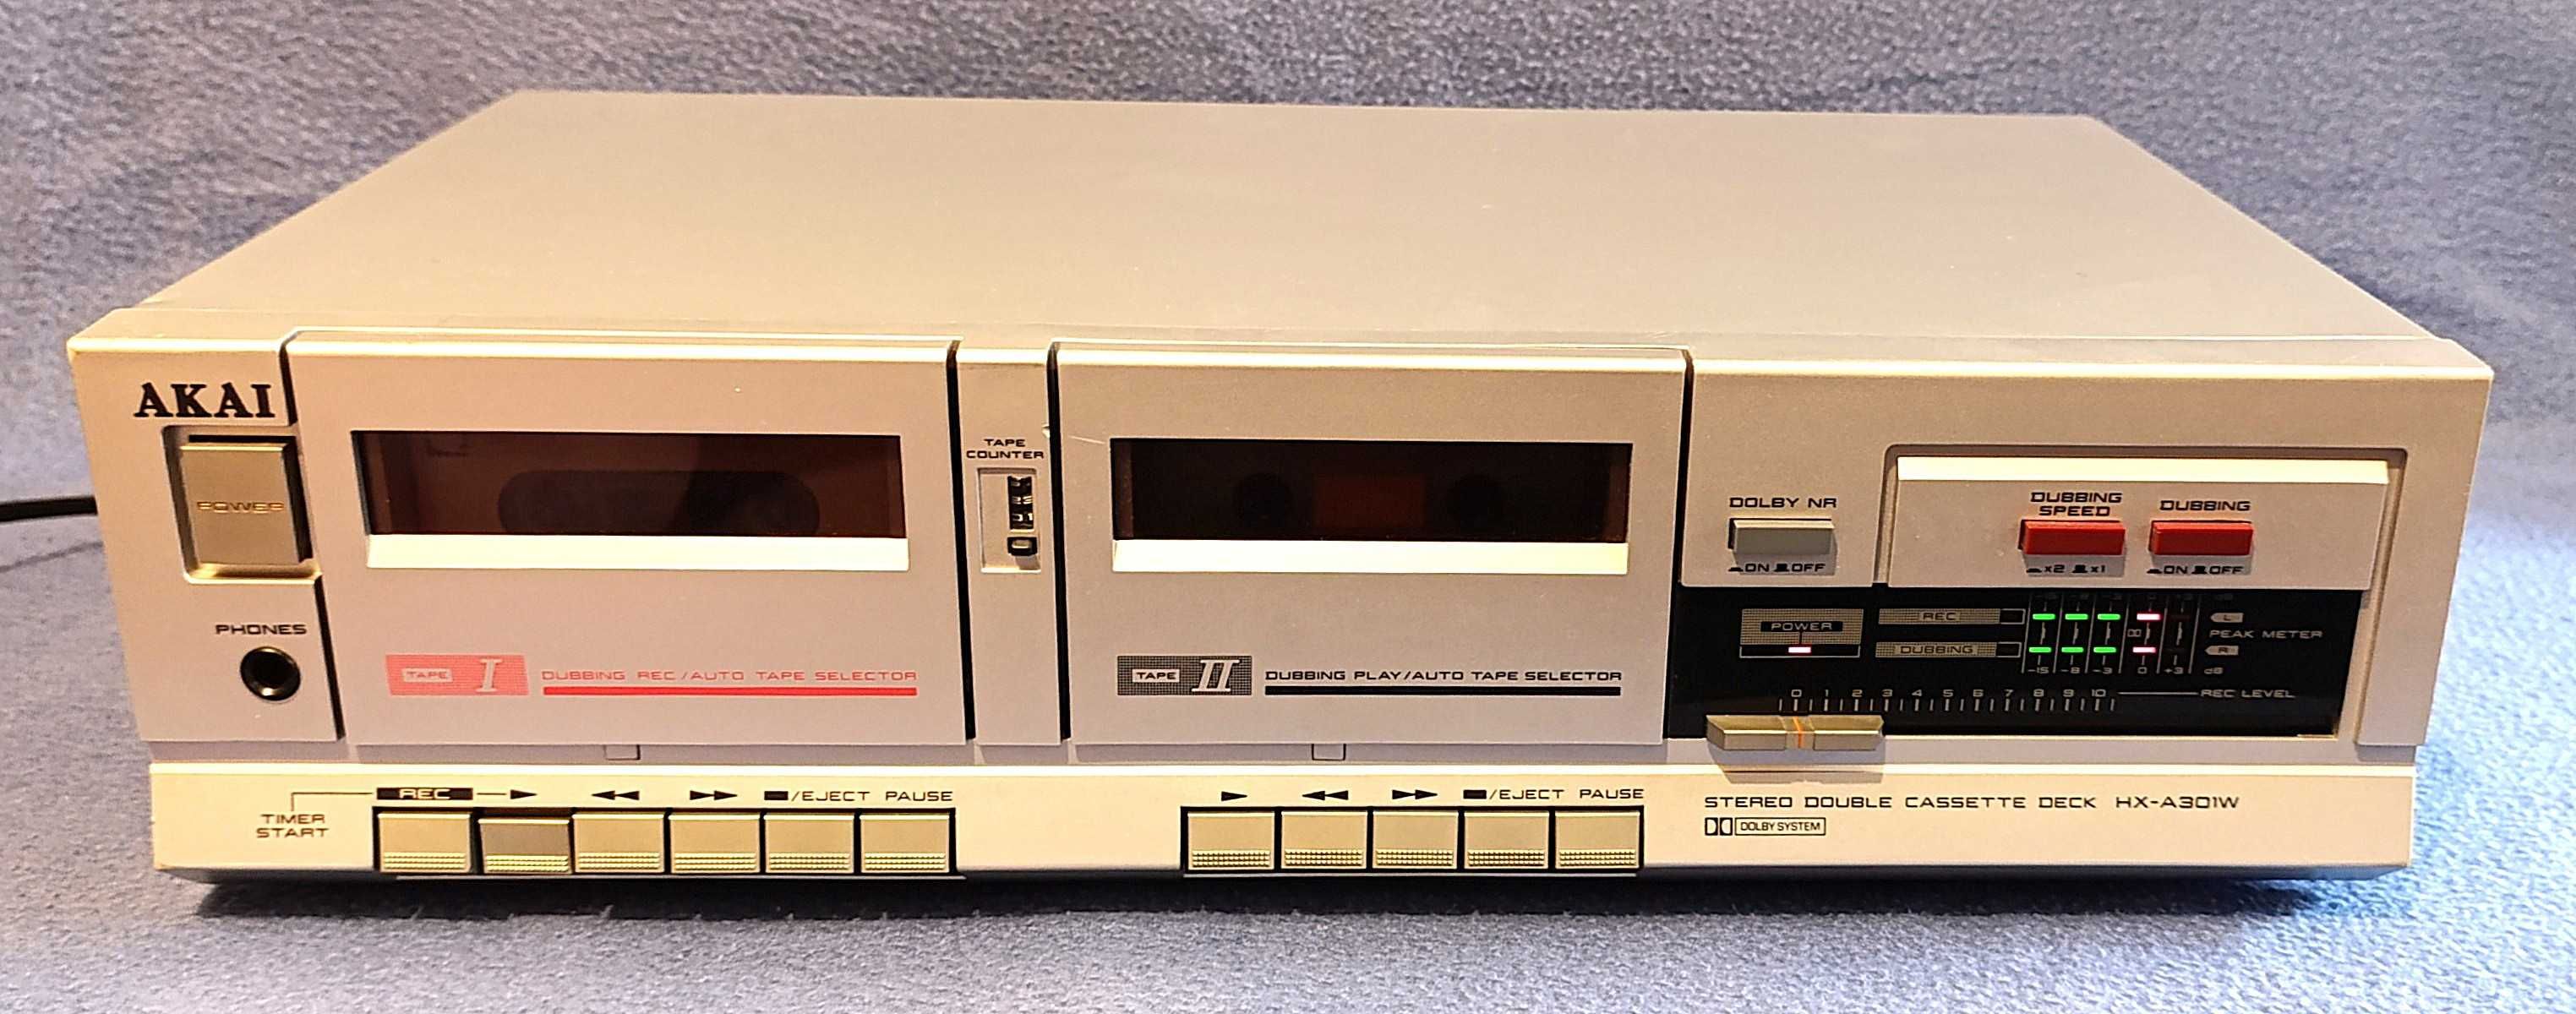 AKAI
POWER
PHONES
TAPE I DUBBING REC/AUTO TAPE SELECTOR
TAPE
COUNTER
TAPE II DUBBING PLAY/AUTO TAPE SELECTOR
DOLBY NR
ON OFF
DUBBING
SPEED
x2 x1
DUBBING
ON OFF
POWER
REC
DUBBING
L
PEAK METER
R
-15 -8 -3 0 +3 dB
0 1 2 3 4 5 6 7 8 9 10 REC LEVEL
TIMER
START
REC ▶ ◀◀ ▶▶ ■/EJECT PAUSE
▶ ◀◀ ▶▶ ■/EJECT PAUSE
STEREO DOUBLE CASSETTE DECK HX-A301W
DOLBY SYSTEM